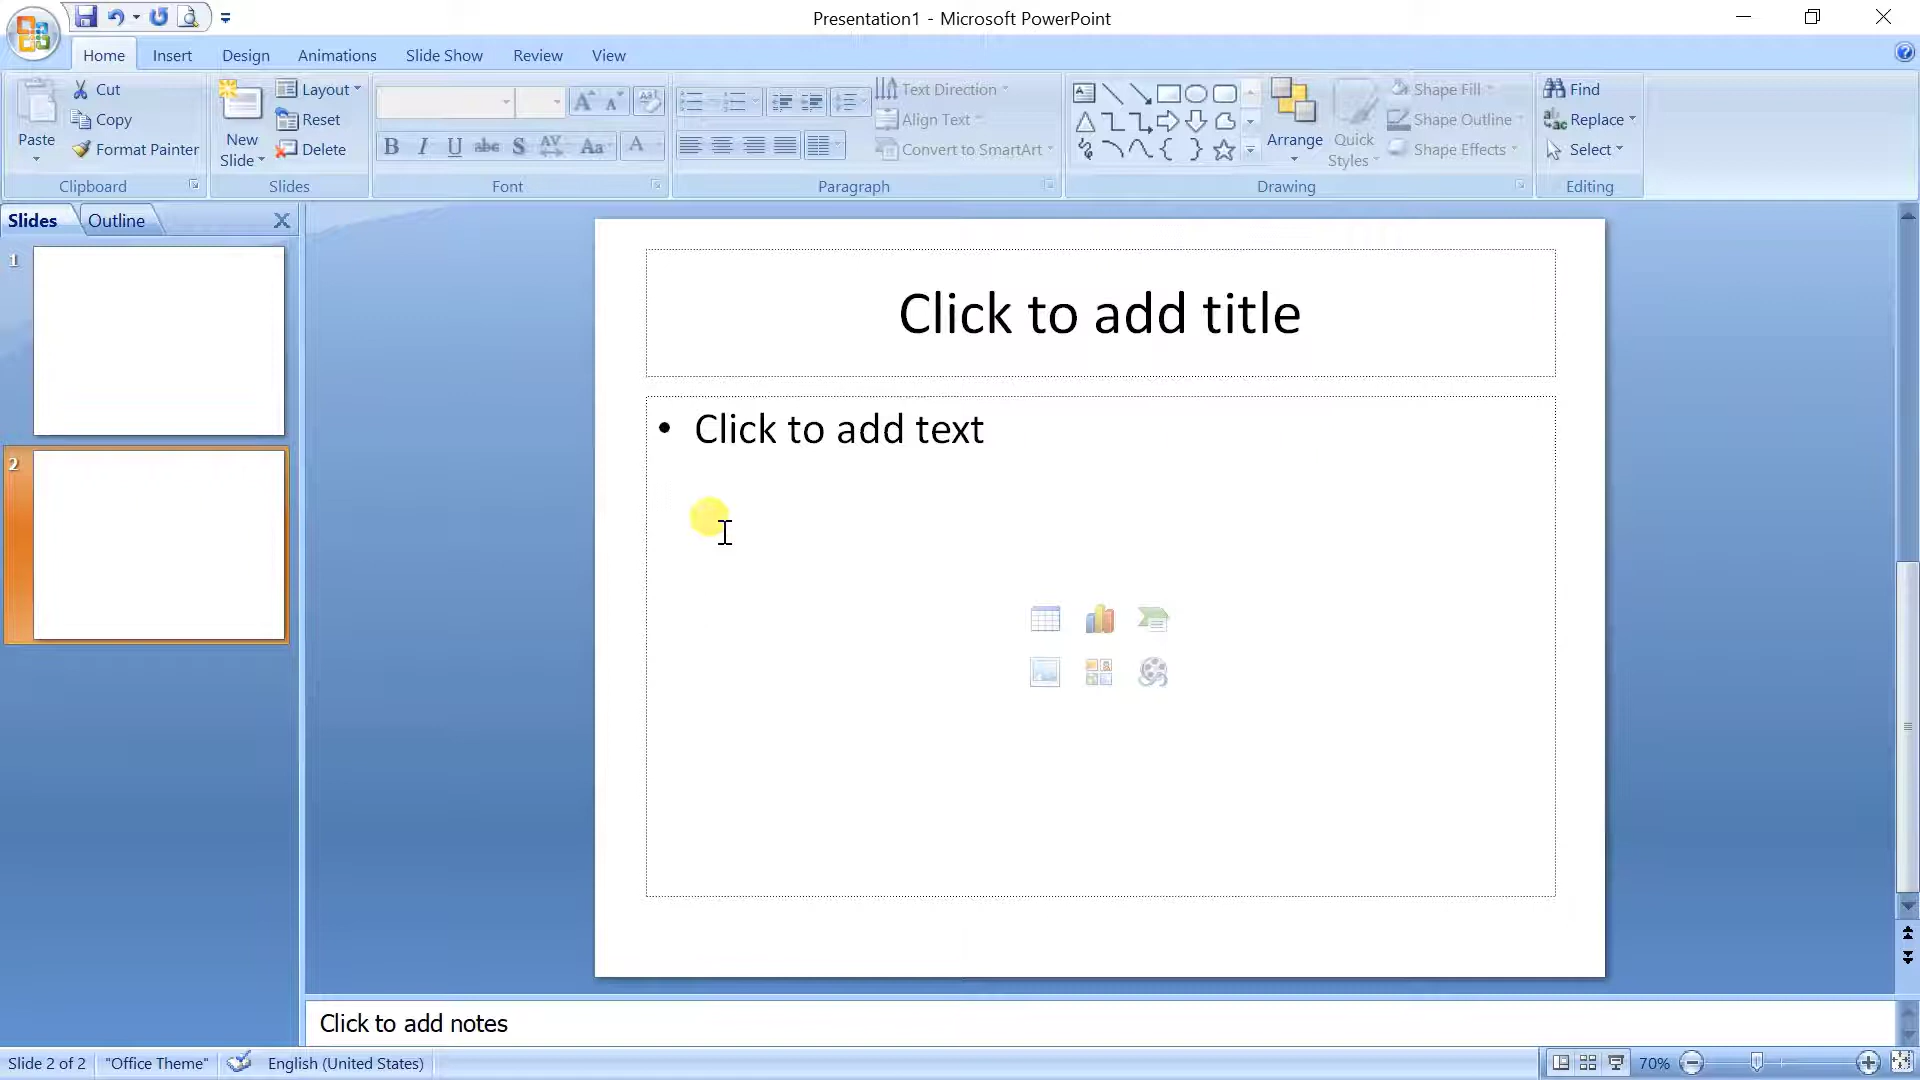 Presentation1 - Microsoft PowerPoint
Home Insert Design Animations Slide Show Review View
Paste
Cut
Copy
Format Painter
Clipboard
New Slide
Layout
Reset
Delete
Slides
B I U abc S AV Aa A
Font
Text Direction
Align Text
Convert to SmartArt
Paragraph
Arrange
Quick Styles
Shape Fill
Shape Outline
Shape Effects
Drawing
Find
Replace
Select
Editing
Slides Outline
1
2
Click to add title
• Click to add text
Click to add notes
Slide 2 of 2 "Office Theme" English (United States) 70%